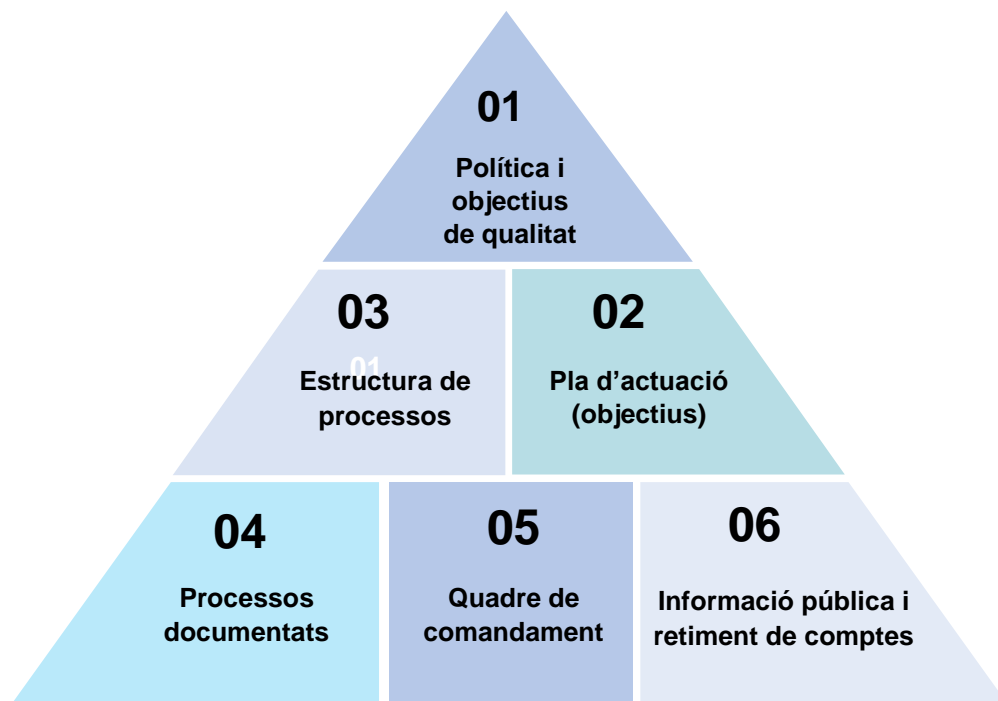 01
Política i
objectius
de qualitat
03
01
Estructura de
processos
02
Pla d’actuació
(objectius)
04
Processos
documentats
05
Quadre de
comandament
06
Informació pública i
retiment de comptes